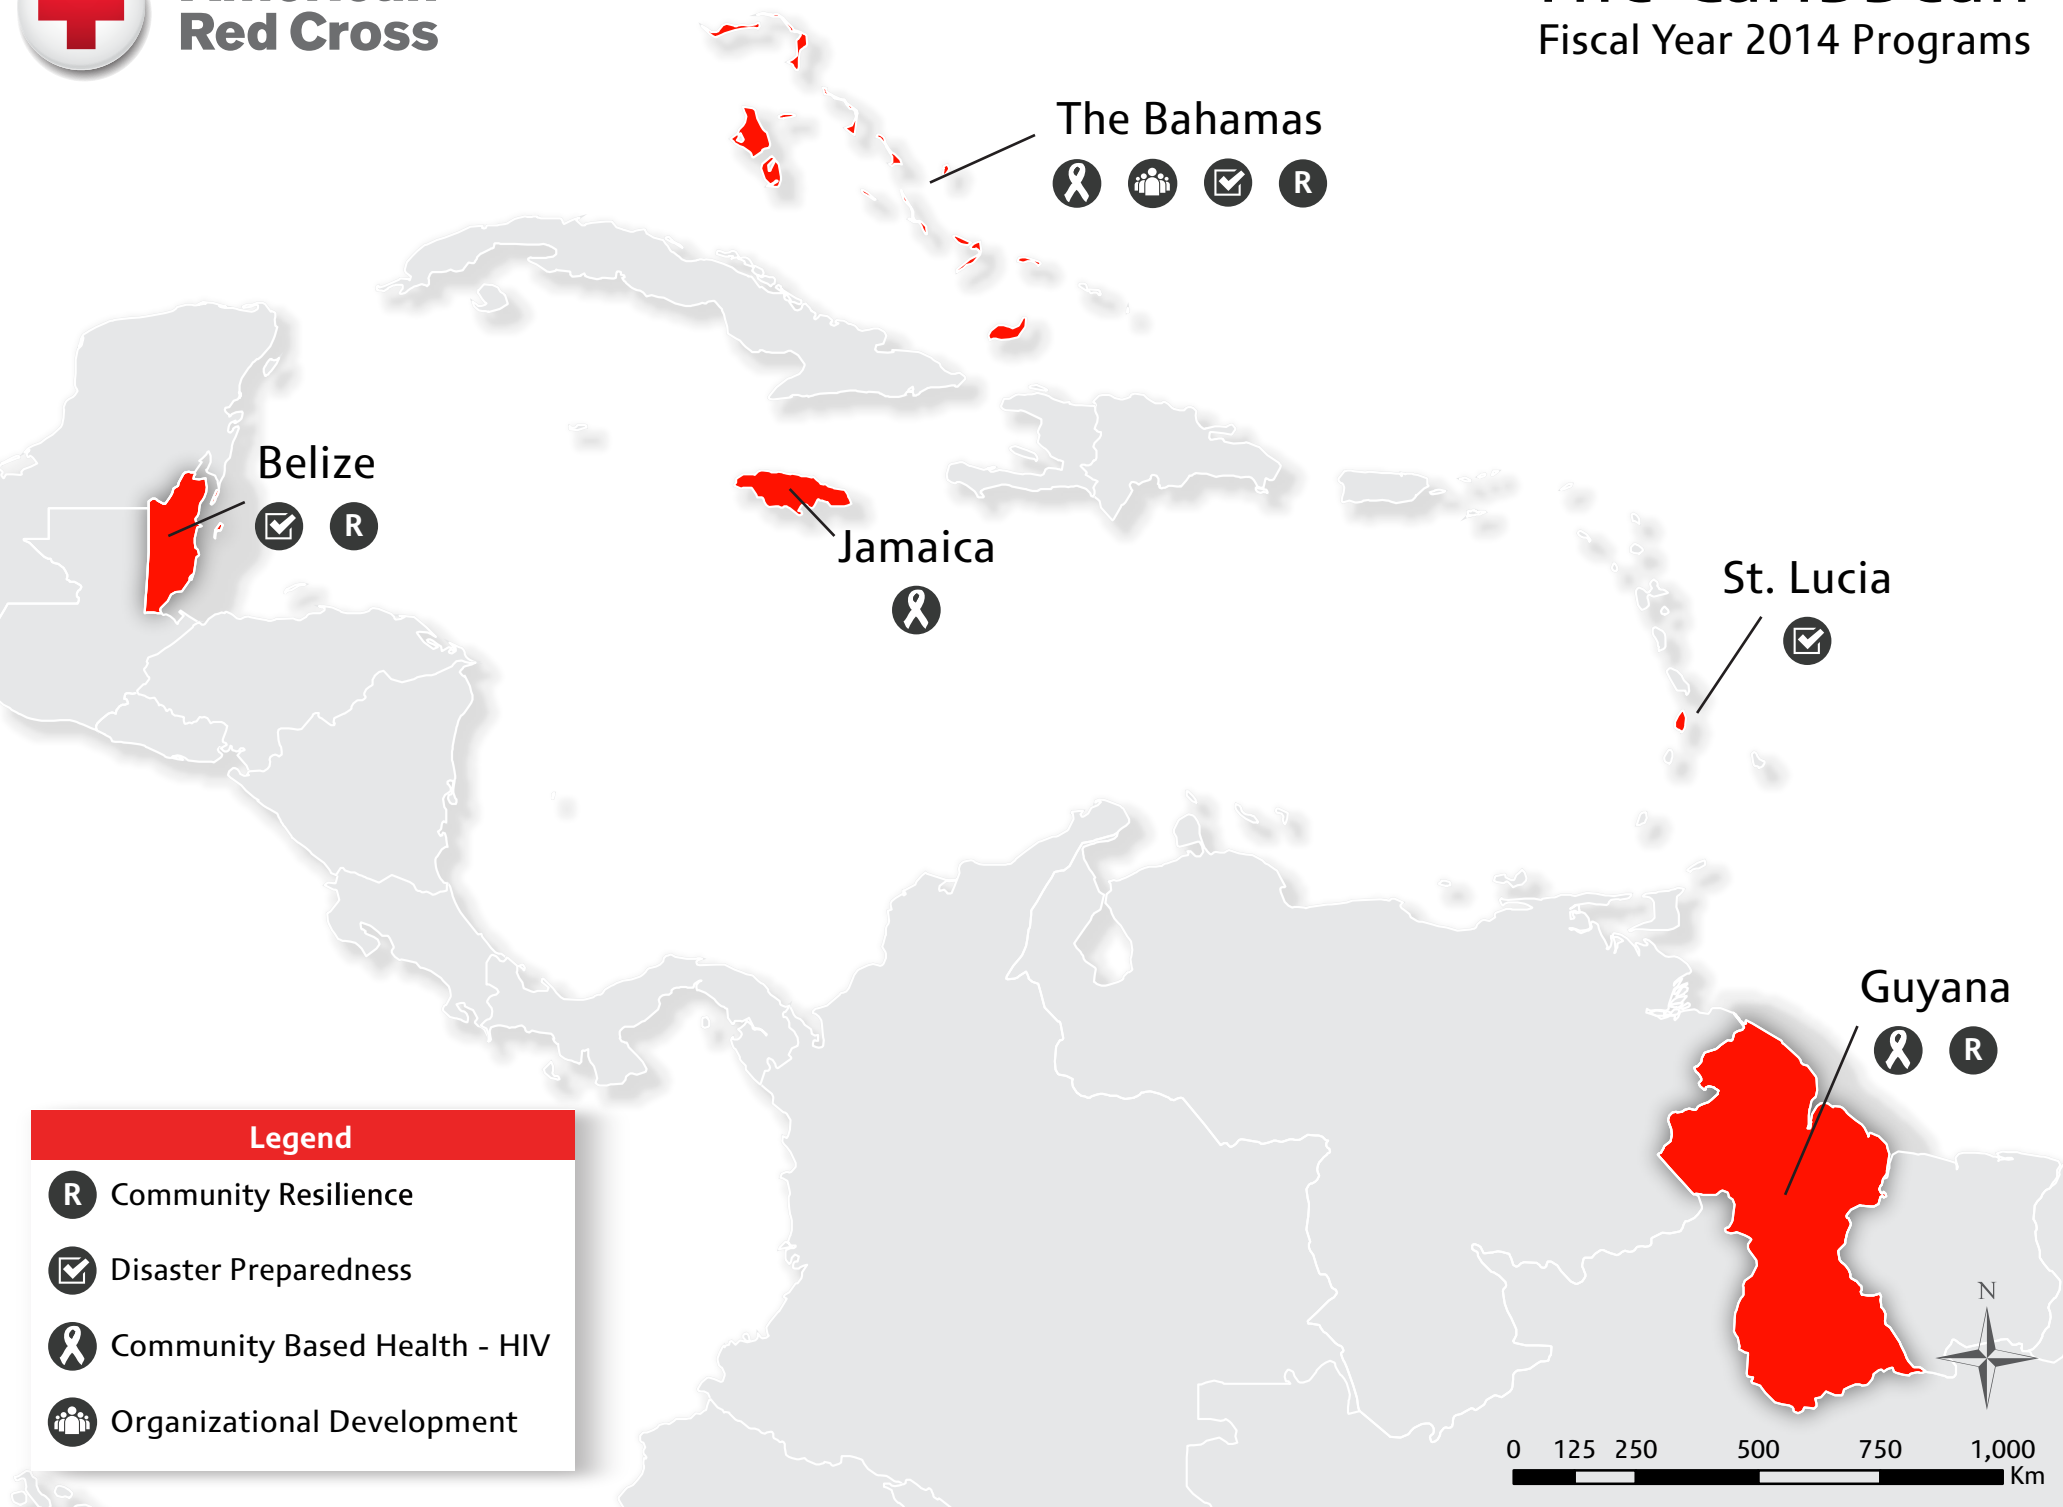 Red Cross
Fiscal Year 2014 Programs
The Bahamas
R
Belize
R
Jamaica
St. Lucia
Guyana
R
Legend
R Community Resilience
Disaster Preparedness
Community Based Health - HIV
Organizational Development
N
0 125 250 500 750 1,000
Km